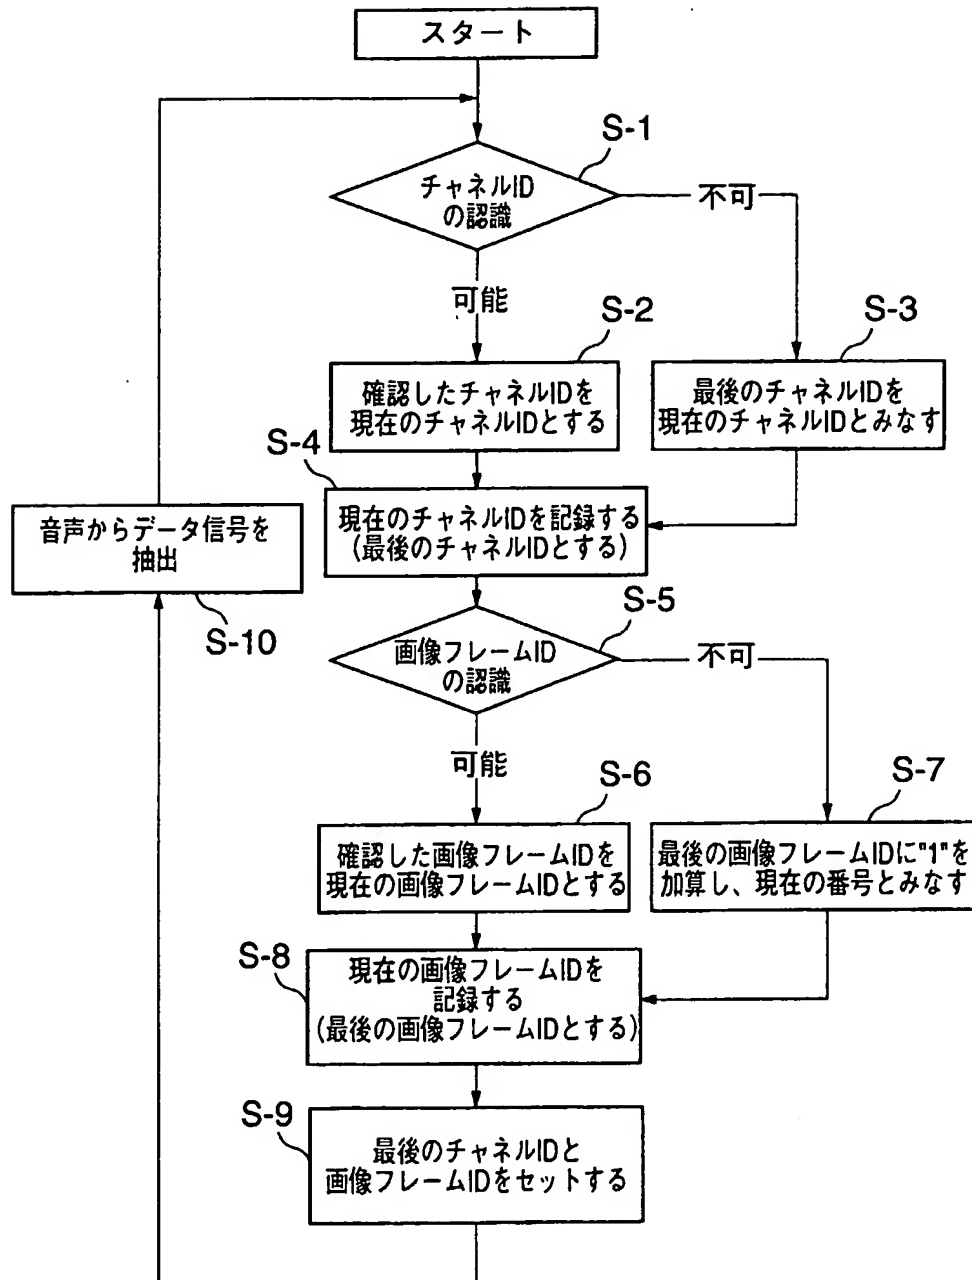 スタート
S-1
チャネルID
の認識
不可
可能
S-2
確認したチャネルIDを
現在のチャネルIDとする
S-3
最後のチャネルIDを
現在のチャネルIDとみなす
S-4
現在のチャネルIDを記録する
(最後のチャネルIDとする)
音声からデータ信号を
抽出
S-10
S-5
画像フレームID
の認識
不可
可能
S-6
確認した画像フレームIDを
現在の画像フレームIDとする
S-7
最後の画像フレームIDに"1"を
加算し、現在の番号とみなす
S-8
現在の画像フレームIDを
記録する
(最後の画像フレームIDとする)
S-9
最後のチャネルIDと
画像フレームIDをセットする